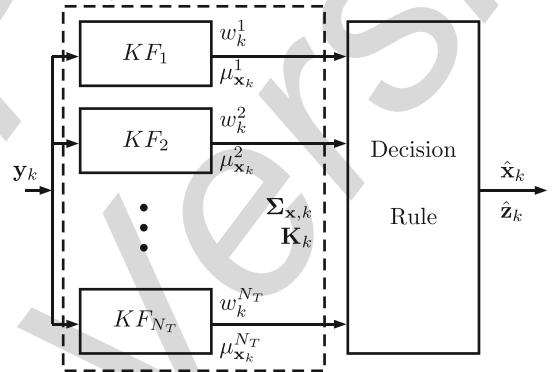 w_k^1
KF_1
μ_{x_k}^1
w_k^2
KF_2
μ_{x_k}^2
Decision
y_k
x̂_k
Σ_{x,k}
ẑ_k
Rule
K_k
w_k^{N_T}
KF_{N_T}
μ_{x_k}^{N_T}